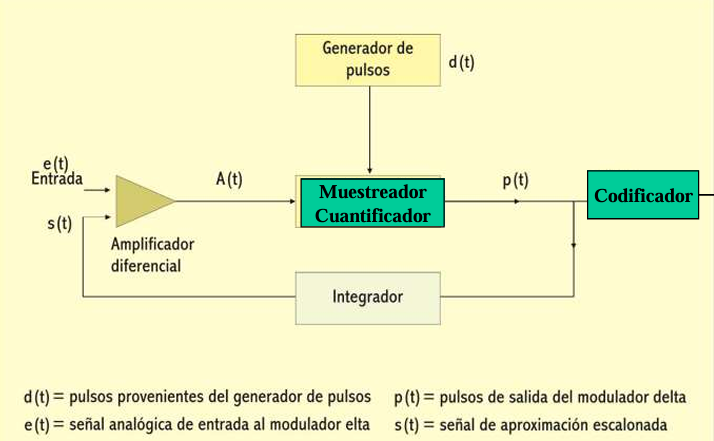 Generador de
pulsos
d(t)
e(t)
Entrada
A(t)
Muestreador
Cuantificador
p(t)
Codificador
s(t)
Amplificador
diferencial
Integrador
d(t) = pulsos provenientes del generador de pulsos
p(t) = pulsos de salida del modulador delta
e(t) = señal analógica de entrada al modulador elta
s(t) = señal de aproximación escalonada